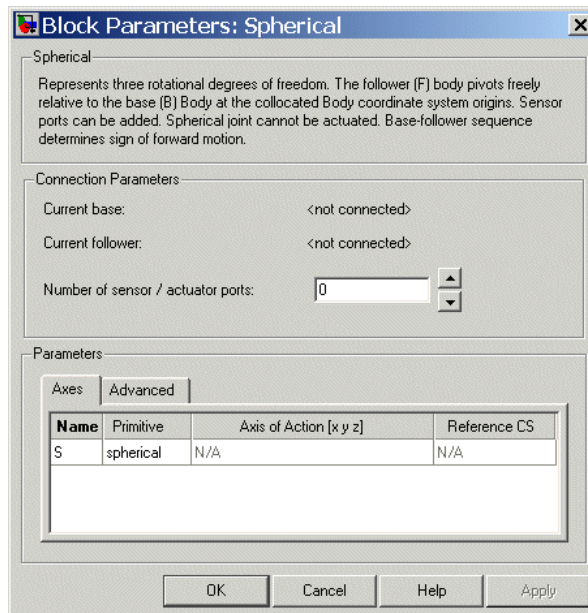 Block Parameters: Spherical
Spherical
Represents three rotational degrees of freedom. The follower (F) body pivots freely
relative to the base (B) Body at the collocated Body coordinate system origins. Sensor
ports can be added. Spherical joint cannot be actuated. Base-follower sequence
determines sign of forward motion.
Connection Parameters
Current base: <not connected>
Current follower: <not connected>
Number of sensor / actuator ports: 0
Parameters
Axes Advanced
Name Primitive Axis of Action [x y z] Reference CS
S spherical N/A N/A
OK Cancel Help Apply